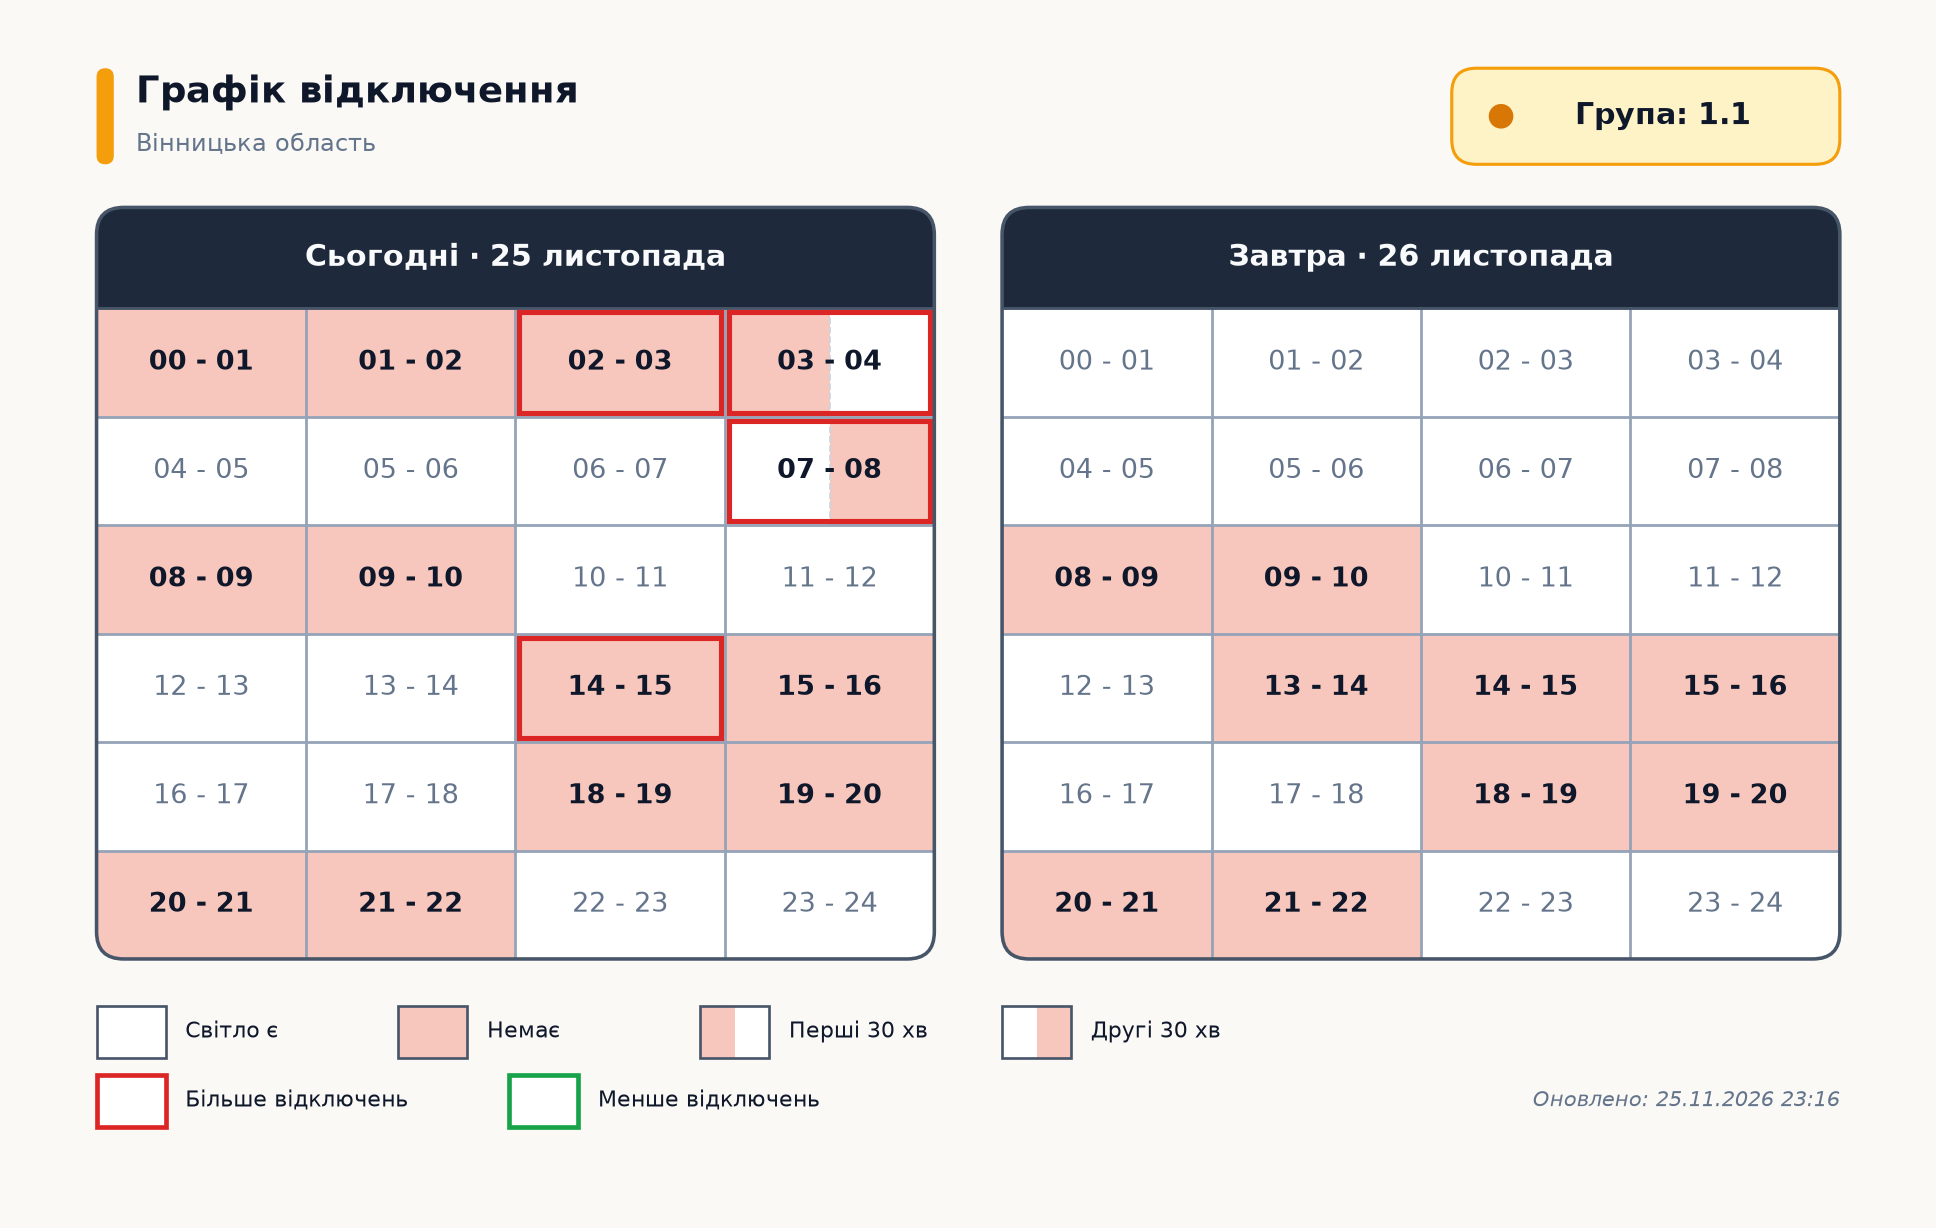 Графік відключення
Вінницька область
Група: 1.1
Сьогодні · 25 листопада
00 - 01 01 - 02 02 - 03 03 - 04
04 - 05 05 - 06 06 - 07 07 - 08
08 - 09 09 - 10 10 - 11 11 - 12
12 - 13 13 - 14 14 - 15 15 - 16
16 - 17 17 - 18 18 - 19 19 - 20
20 - 21 21 - 22 22 - 23 23 - 24
Завтра · 26 листопада
00 - 01 01 - 02 02 - 03 03 - 04
04 - 05 05 - 06 06 - 07 07 - 08
08 - 09 09 - 10 10 - 11 11 - 12
12 - 13 13 - 14 14 - 15 15 - 16
16 - 17 17 - 18 18 - 19 19 - 20
20 - 21 21 - 22 22 - 23 23 - 24
Світло є Немає Перші 30 хв Другі 30 хв
Більше відключень Менше відключень
Оновлено: 25.11.2026 23:16